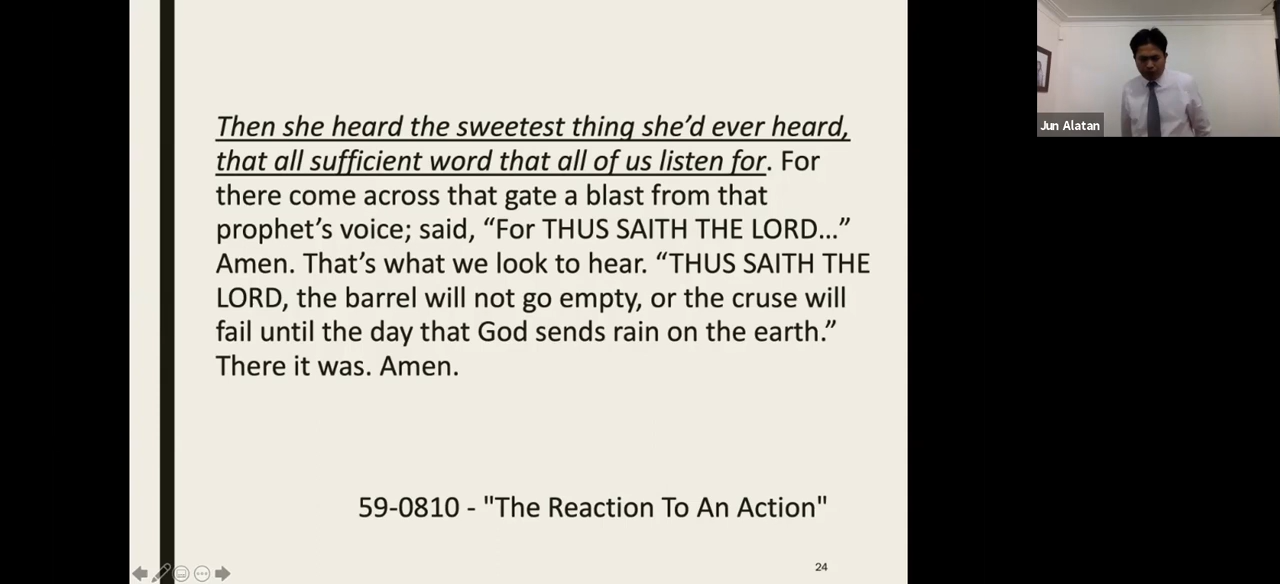 Then she heard the sweetest thing she’d ever heard,
that all sufficient word that all of us listen for. For
there come across that gate a blast from that
prophet’s voice; said, “For THUS SAITH THE LORD…”
Amen. That’s what we look to hear. “THUS SAITH THE
LORD, the barrel will not go empty, or the cruse will
fail until the day that God sends rain on the earth.”
There it was. Amen.
59-0810 - "The Reaction To An Action"
24
Jun Alatan